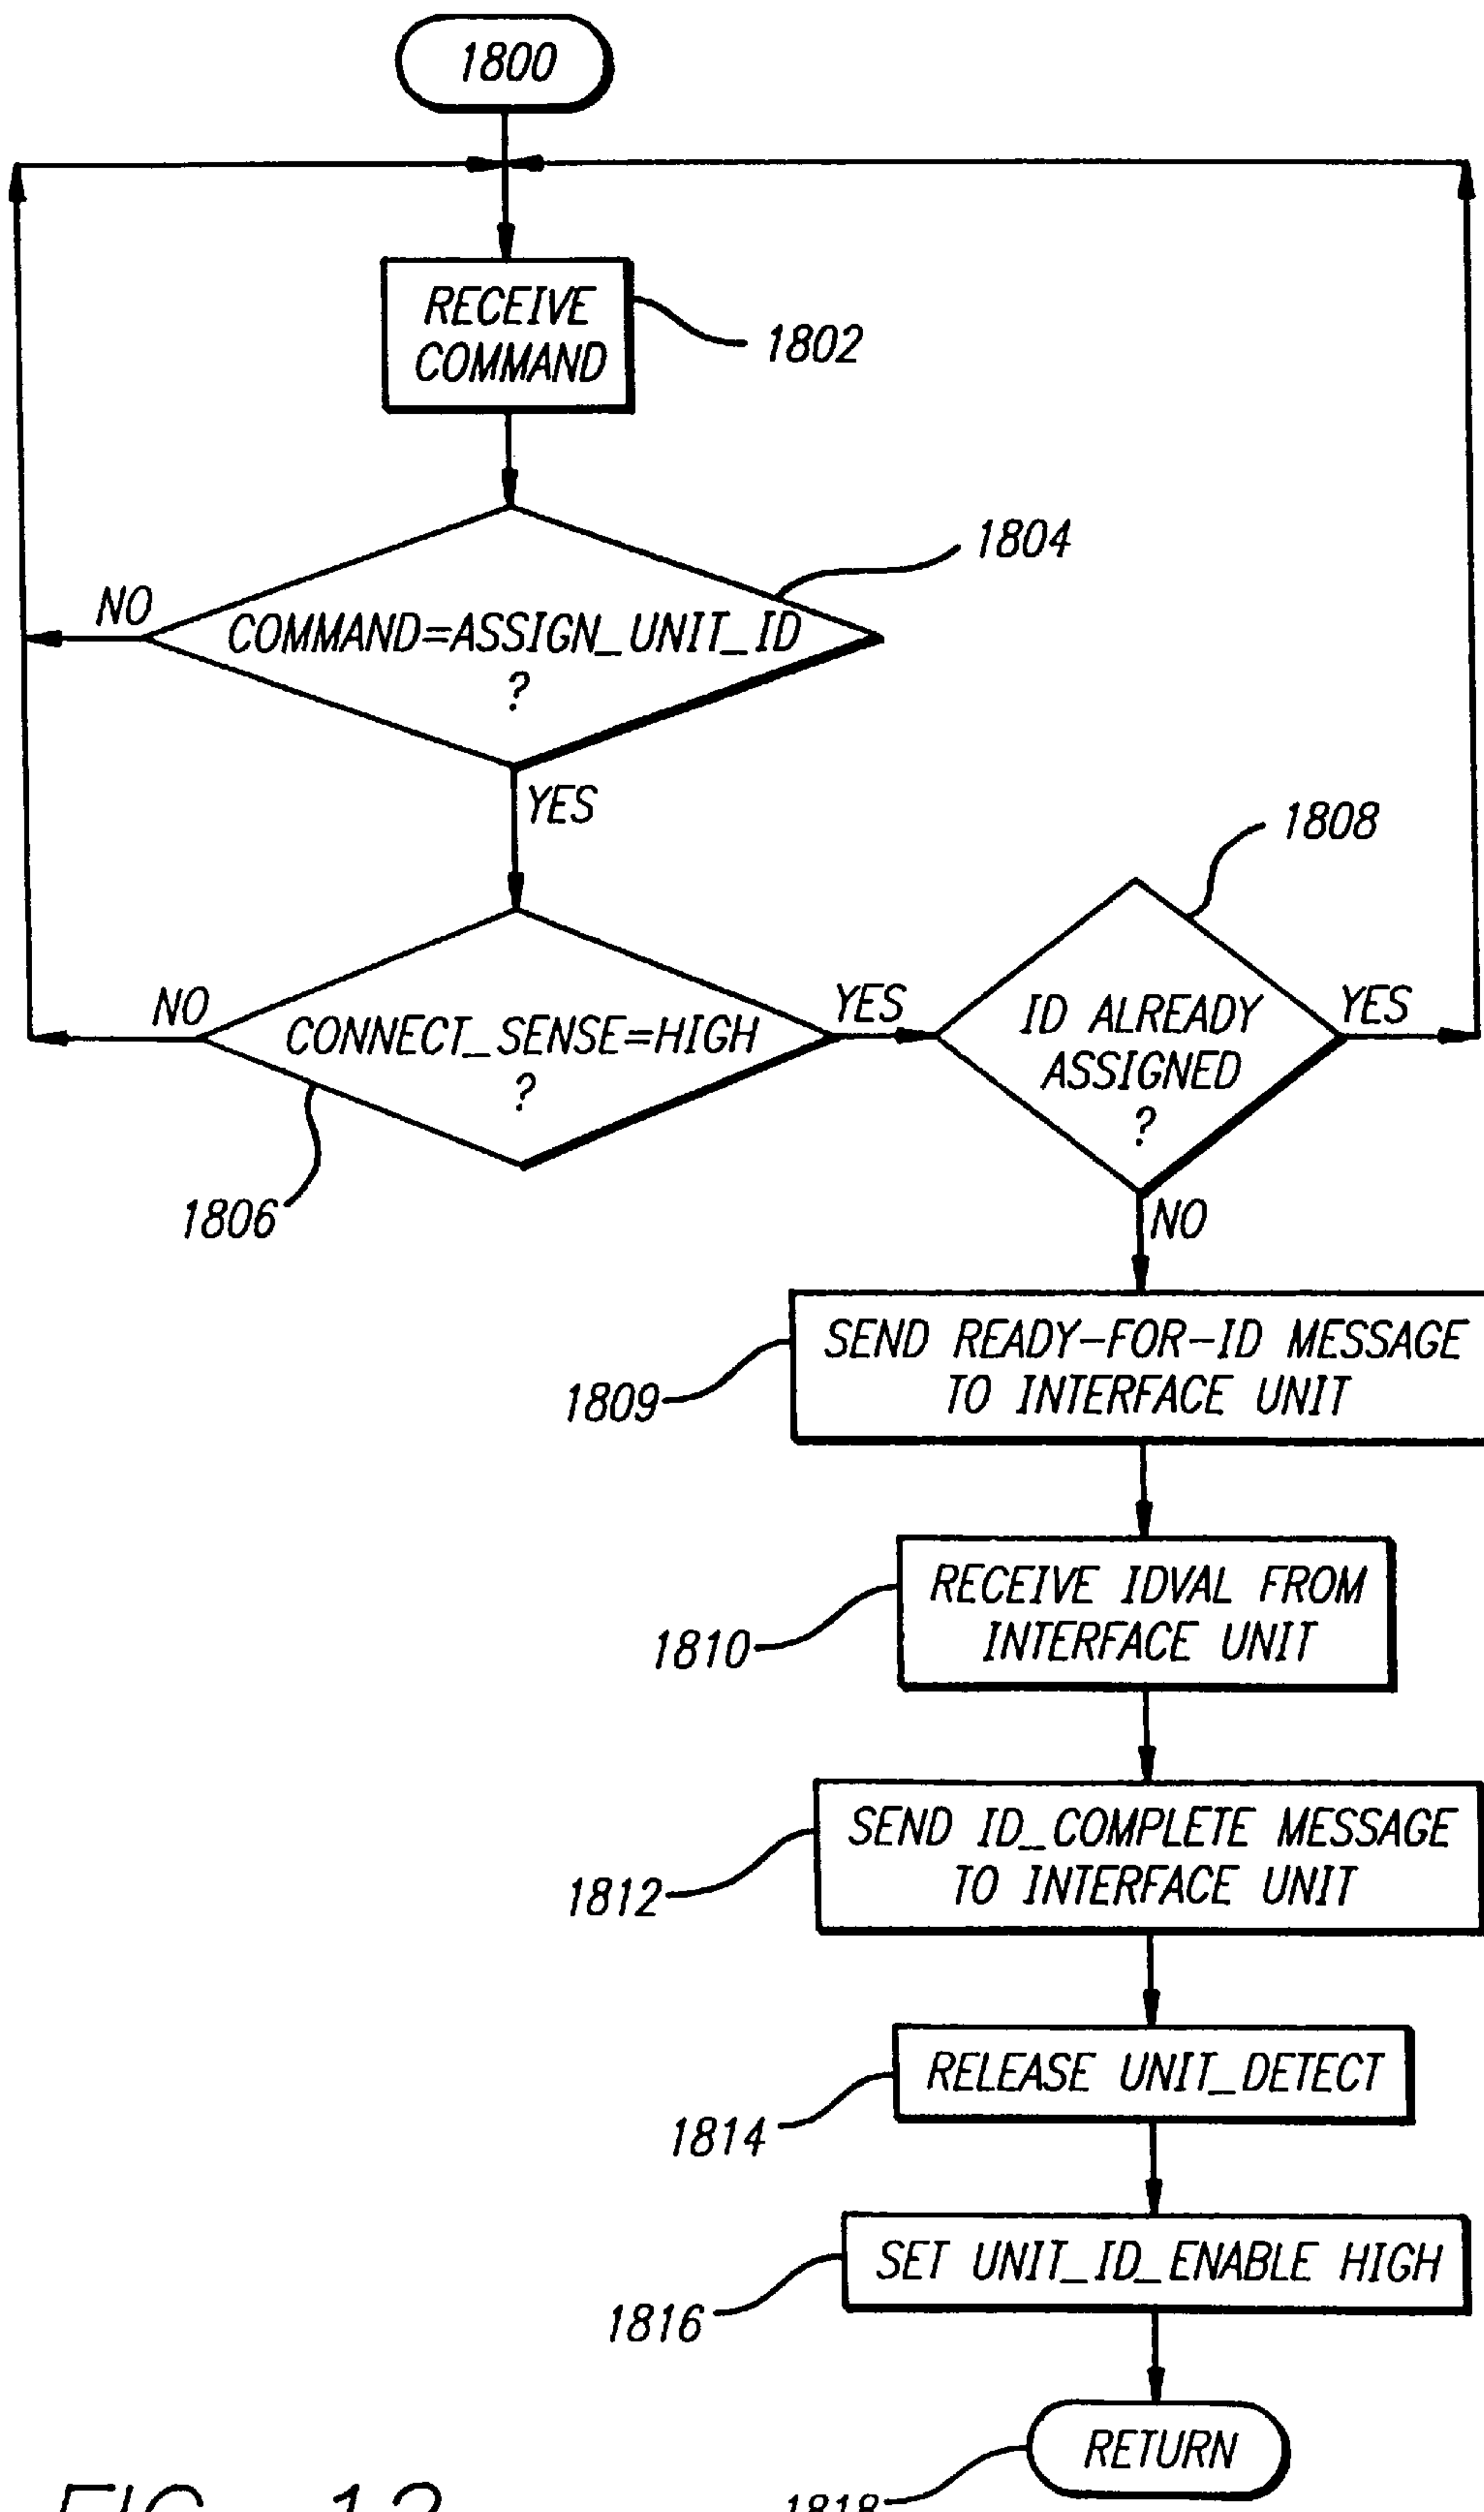 1800
RECEIVE
COMMAND
1802
1804
NO
COMMAND=ASSIGN_UNIT_ID
?
YES
1808
NO
CONNECT_SENSE=HIGH
?
YES
ID ALREADY
ASSIGNED
?
YES
1806
NO
SEND READY-FOR-ID MESSAGE
TO INTERFACE UNIT
1809
RECEIVE IDVAL FROM
INTERFACE UNIT
1810
SEND ID_COMPLETE MESSAGE
TO INTERFACE UNIT
1812
RELEASE UNIT_DETECT
1814
SET UNIT_ID_ENABLE HIGH
1816
RETURN
1818